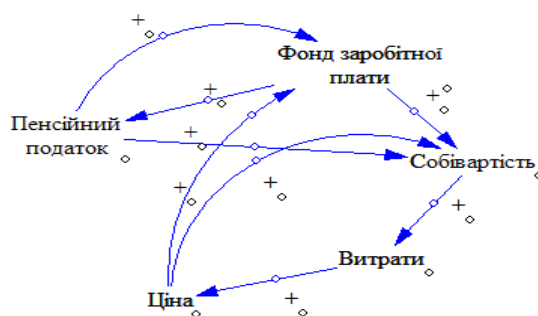 +
Фонд заробітної
плати
+
+
Пенсійний
податок
+
Собівартість
+
+
+
Витрати
Ціна
+